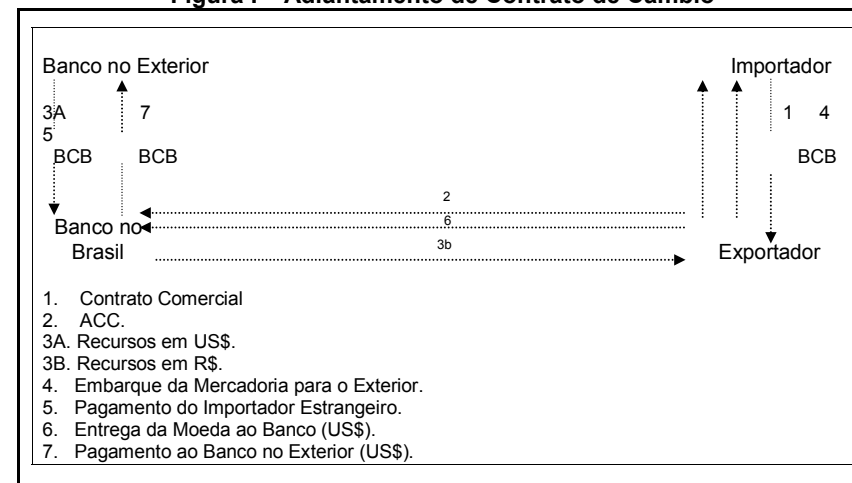 Figura I – Adiantamento de Contrato de Câmbio
Banco no Exterior Importador
3A 7 1 4
5
BCB BCB BCB
2
Banco no 6
Brasil 3b Exportador
1. Contrato Comercial
2. ACC.
3A. Recursos em US$.
3B. Recursos em R$.
4. Embarque da Mercadoria para o Exterior.
5. Pagamento do Importador Estrangeiro.
6. Entrega da Moeda ao Banco (US$).
7. Pagamento ao Banco no Exterior (US$).